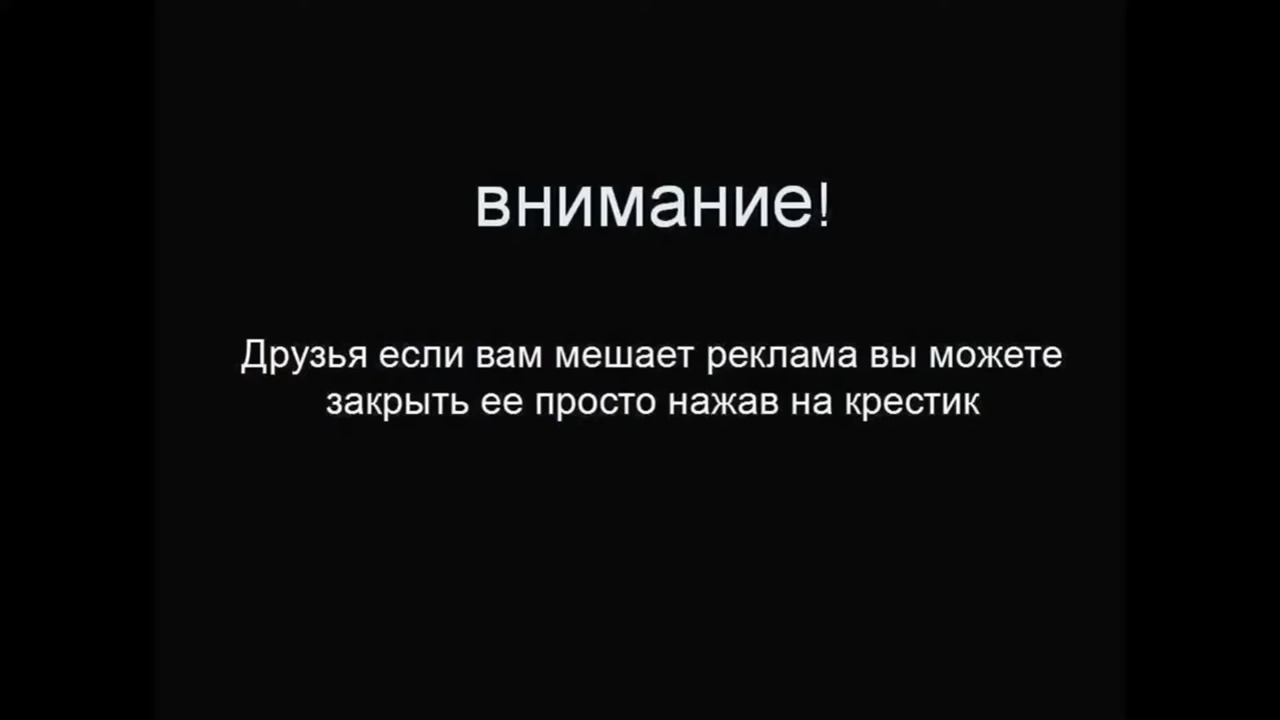 внимание!
Друзья если вам мешает реклама вы можете
закрыть ее просто нажав на крестик